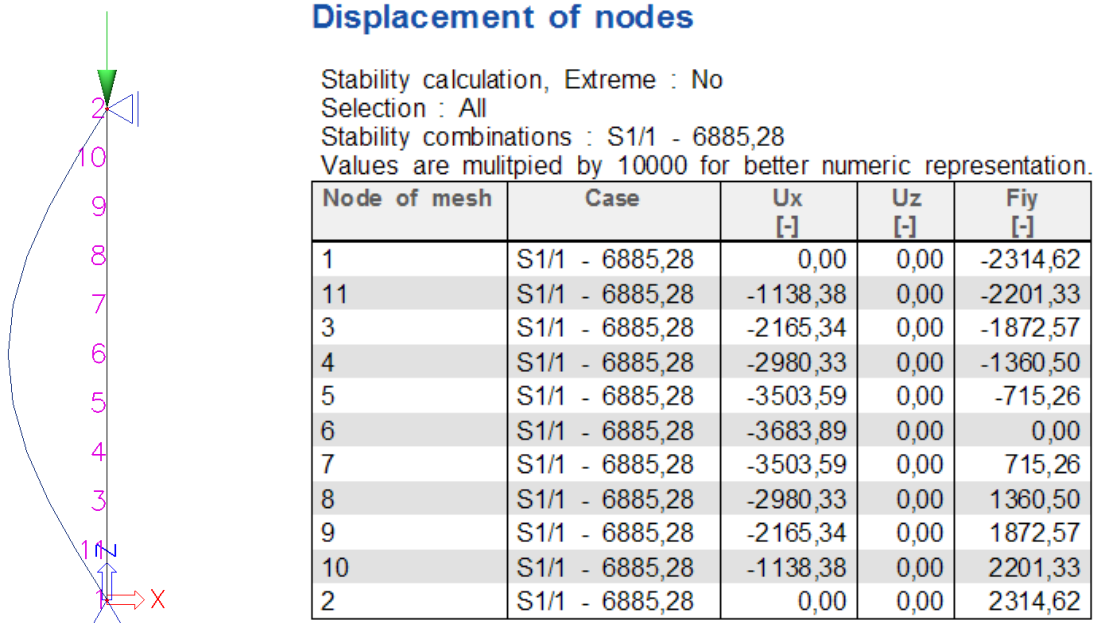 Displacement of nodes
Stability calculation, Extreme : No
Selection : All
Stability combinations : S1/1 - 6885,28
Values are mulitpied by 10000 for better numeric representation.
Node of mesh Case Ux Uz Fiy
[-] [-] [-]
1 S1/1 - 6885,28 0,00 0,00 -2314,62
11 S1/1 - 6885,28 -1138,38 0,00 -2201,33
3 S1/1 - 6885,28 -2165,34 0,00 -1872,57
4 S1/1 - 6885,28 -2980,33 0,00 -1360,50
5 S1/1 - 6885,28 -3503,59 0,00 -715,26
6 S1/1 - 6885,28 -3683,89 0,00 0,00
7 S1/1 - 6885,28 -3503,59 0,00 715,26
8 S1/1 - 6885,28 -2980,33 0,00 1360,50
9 S1/1 - 6885,28 -2165,34 0,00 1872,57
10 S1/1 - 6885,28 -1138,38 0,00 2201,33
2 S1/1 - 6885,28 0,00 0,00 2314,62
2
10
9
8
7
6
5
4
3
11
Z
1
X